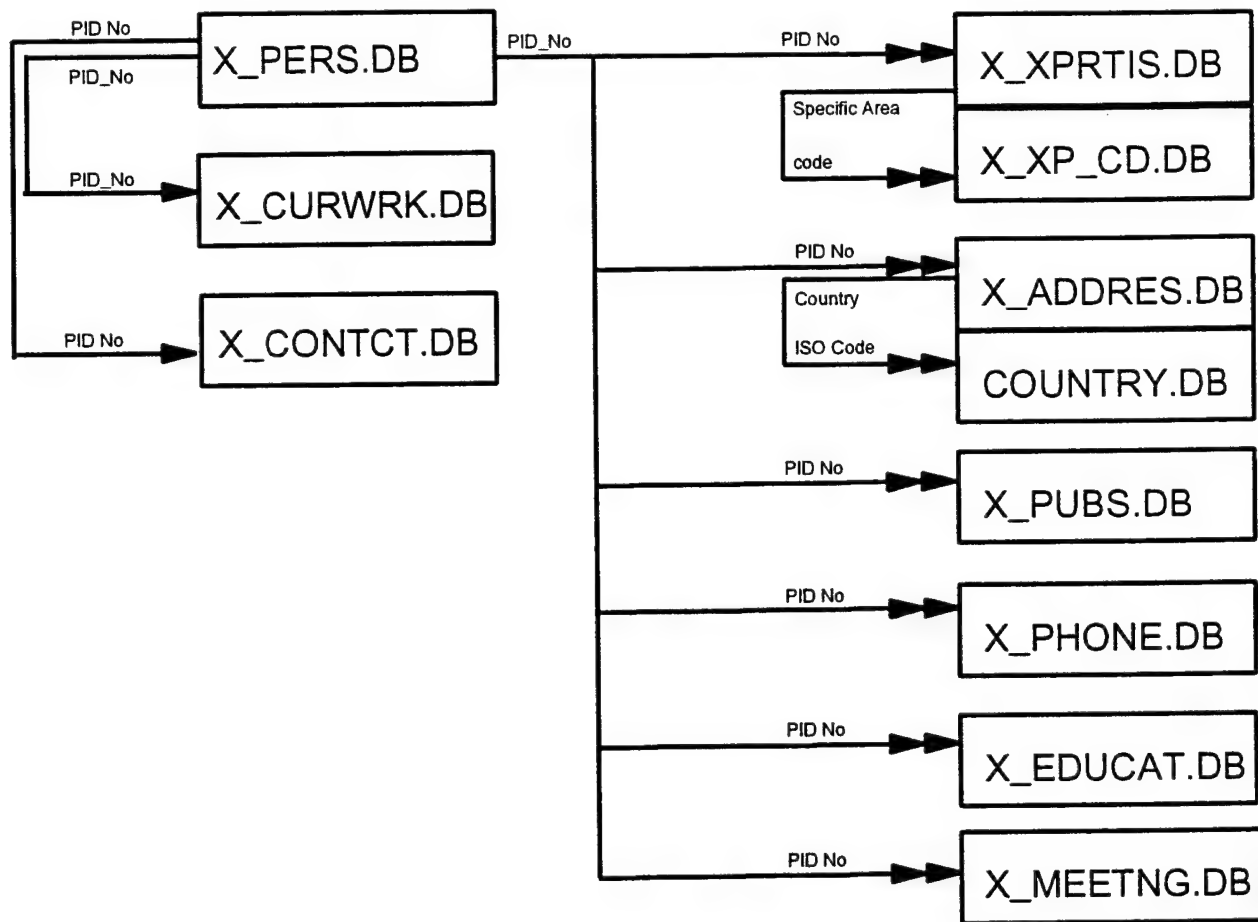 PID No
X_PERS.DB
PID_No
PID_No
PID_No
X_CURWRK.DB
PID No
X_CONTCT.DB
PID No
X_XPRTIS.DB
Specific Area
code
X_XP_CD.DB
PID No
X_ADDRES.DB
Country
ISO Code
COUNTRY.DB
PID No
X_PUBS.DB
PID No
X_PHONE.DB
PID No
X_EDUCAT.DB
PID No
X_MEETNG.DB